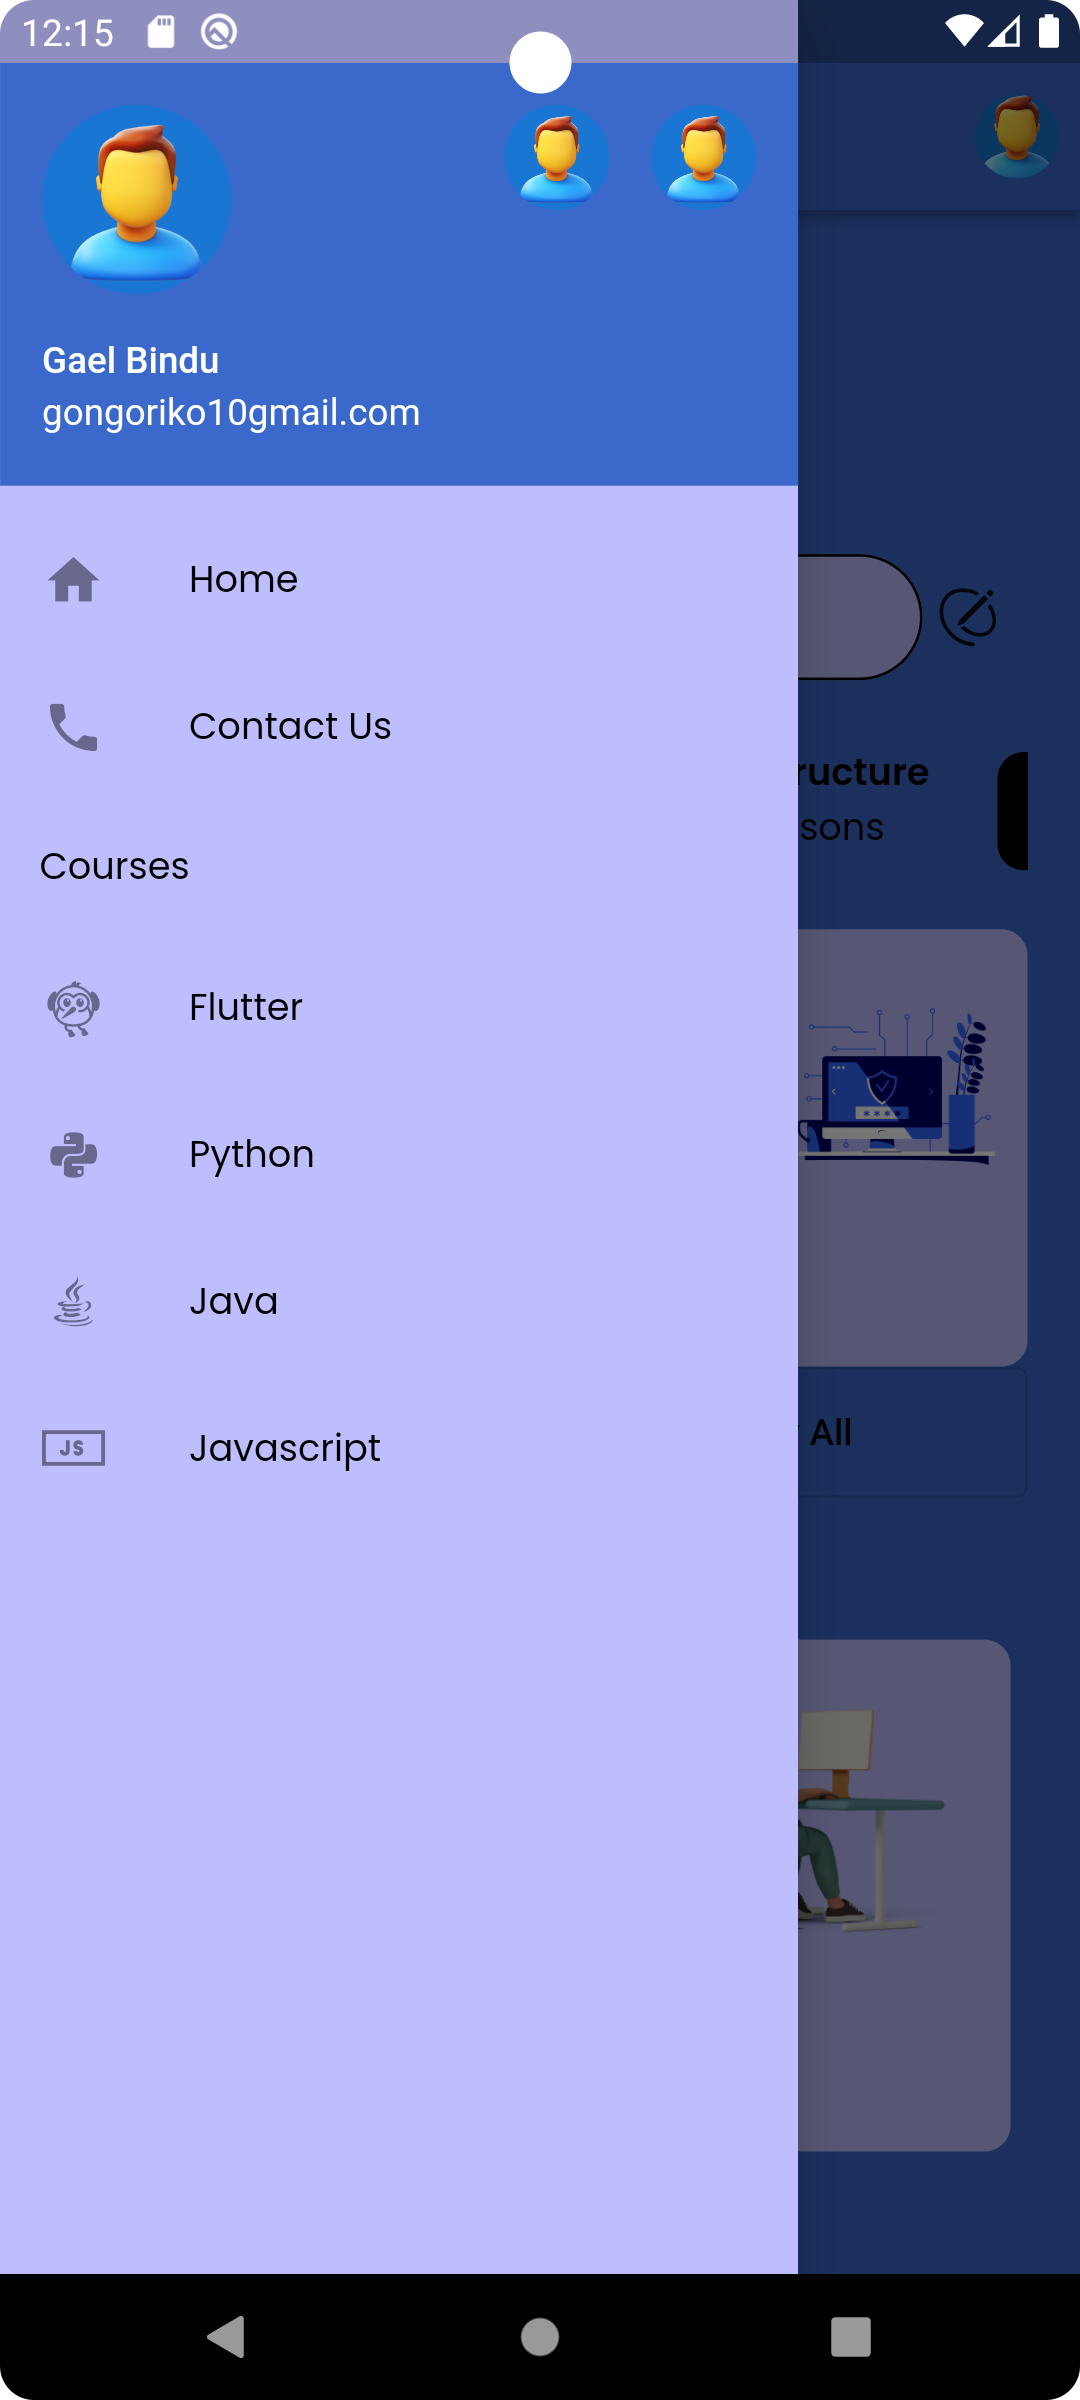 12:15
Gael Bindu
gongoriko10gmail.com
Home
Contact Us
ructure
sons
Courses
Flutter
Python
Java
All
JS
Javascript